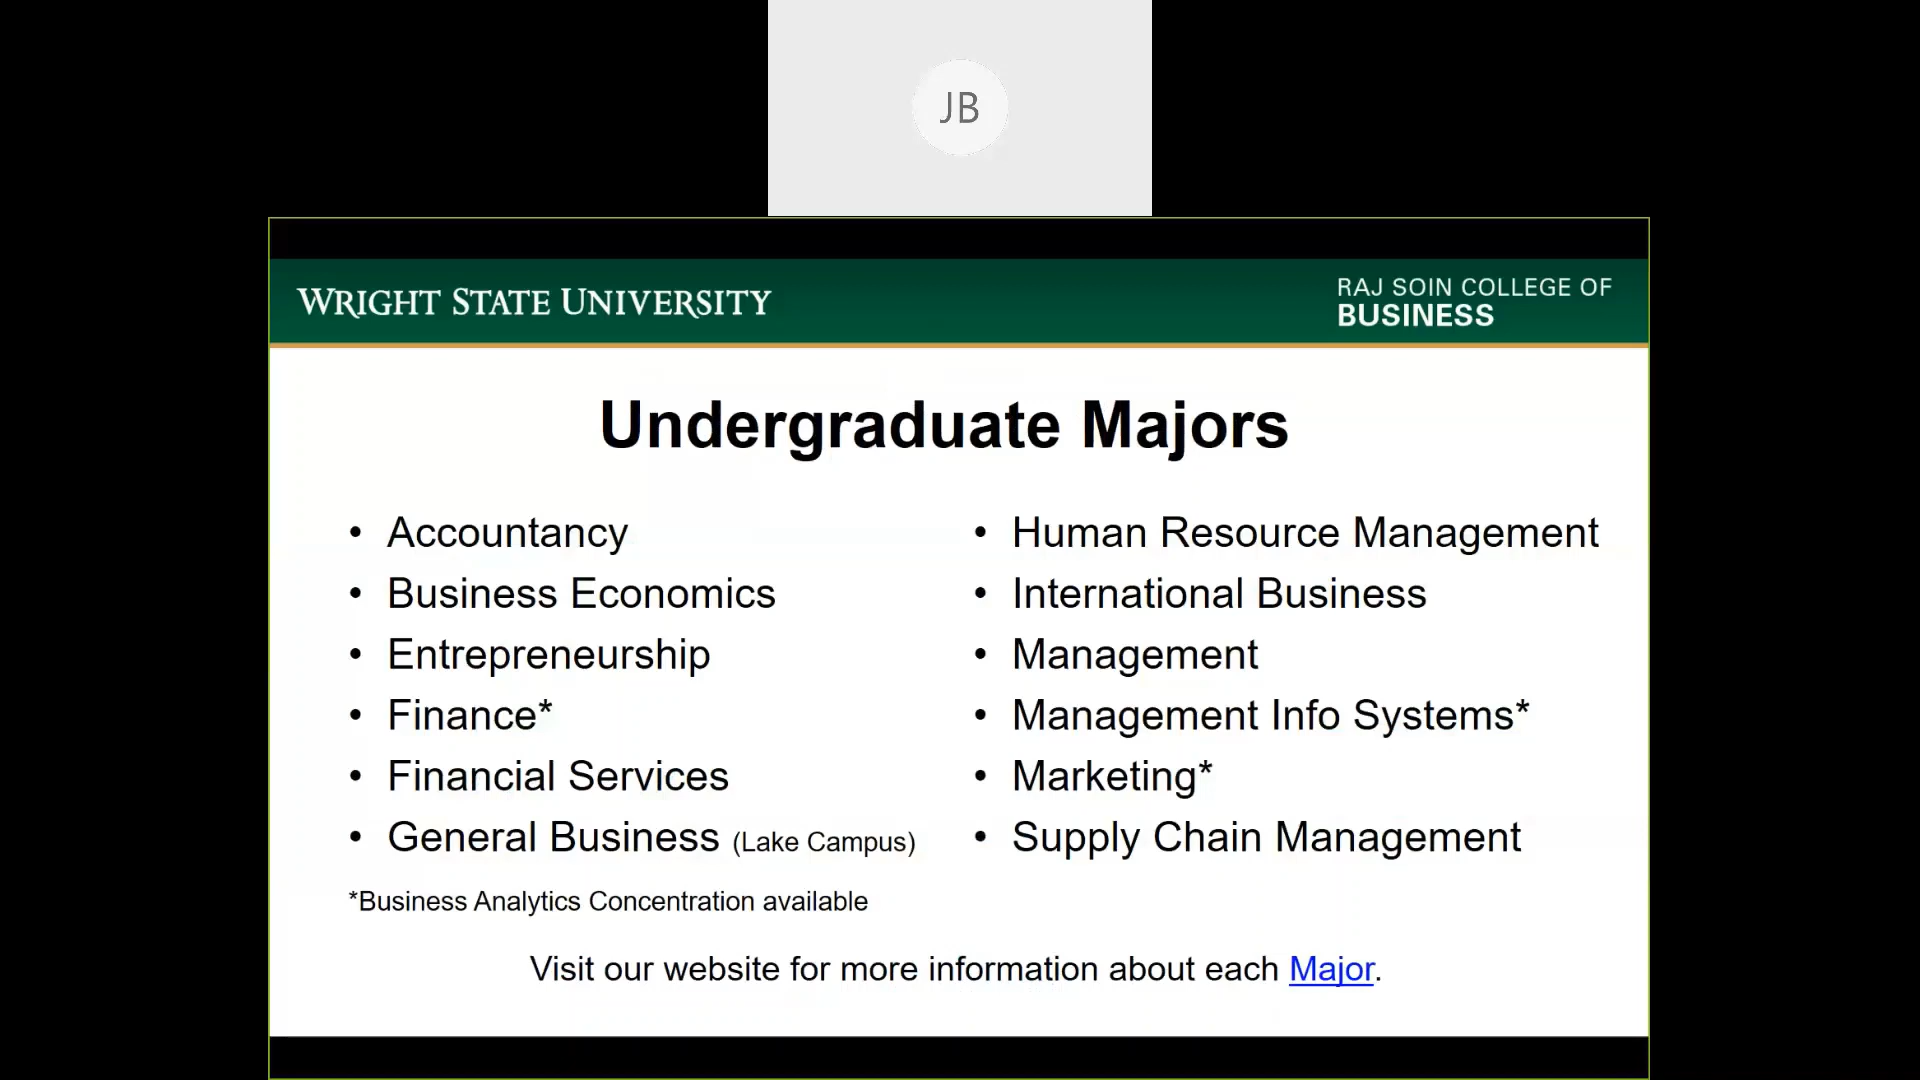 JB
WRIGHT STATE UNIVERSITY
RAJ SOIN COLLEGE OF
BUSINESS
Undergraduate Majors
• Accountancy
• Business Economics
• Entrepreneurship
• Finance*
• Financial Services
• General Business (Lake Campus)
*Business Analytics Concentration available
• Human Resource Management
• International Business
• Management
• Management Info Systems*
• Marketing*
• Supply Chain Management
Visit our website for more information about each Major.